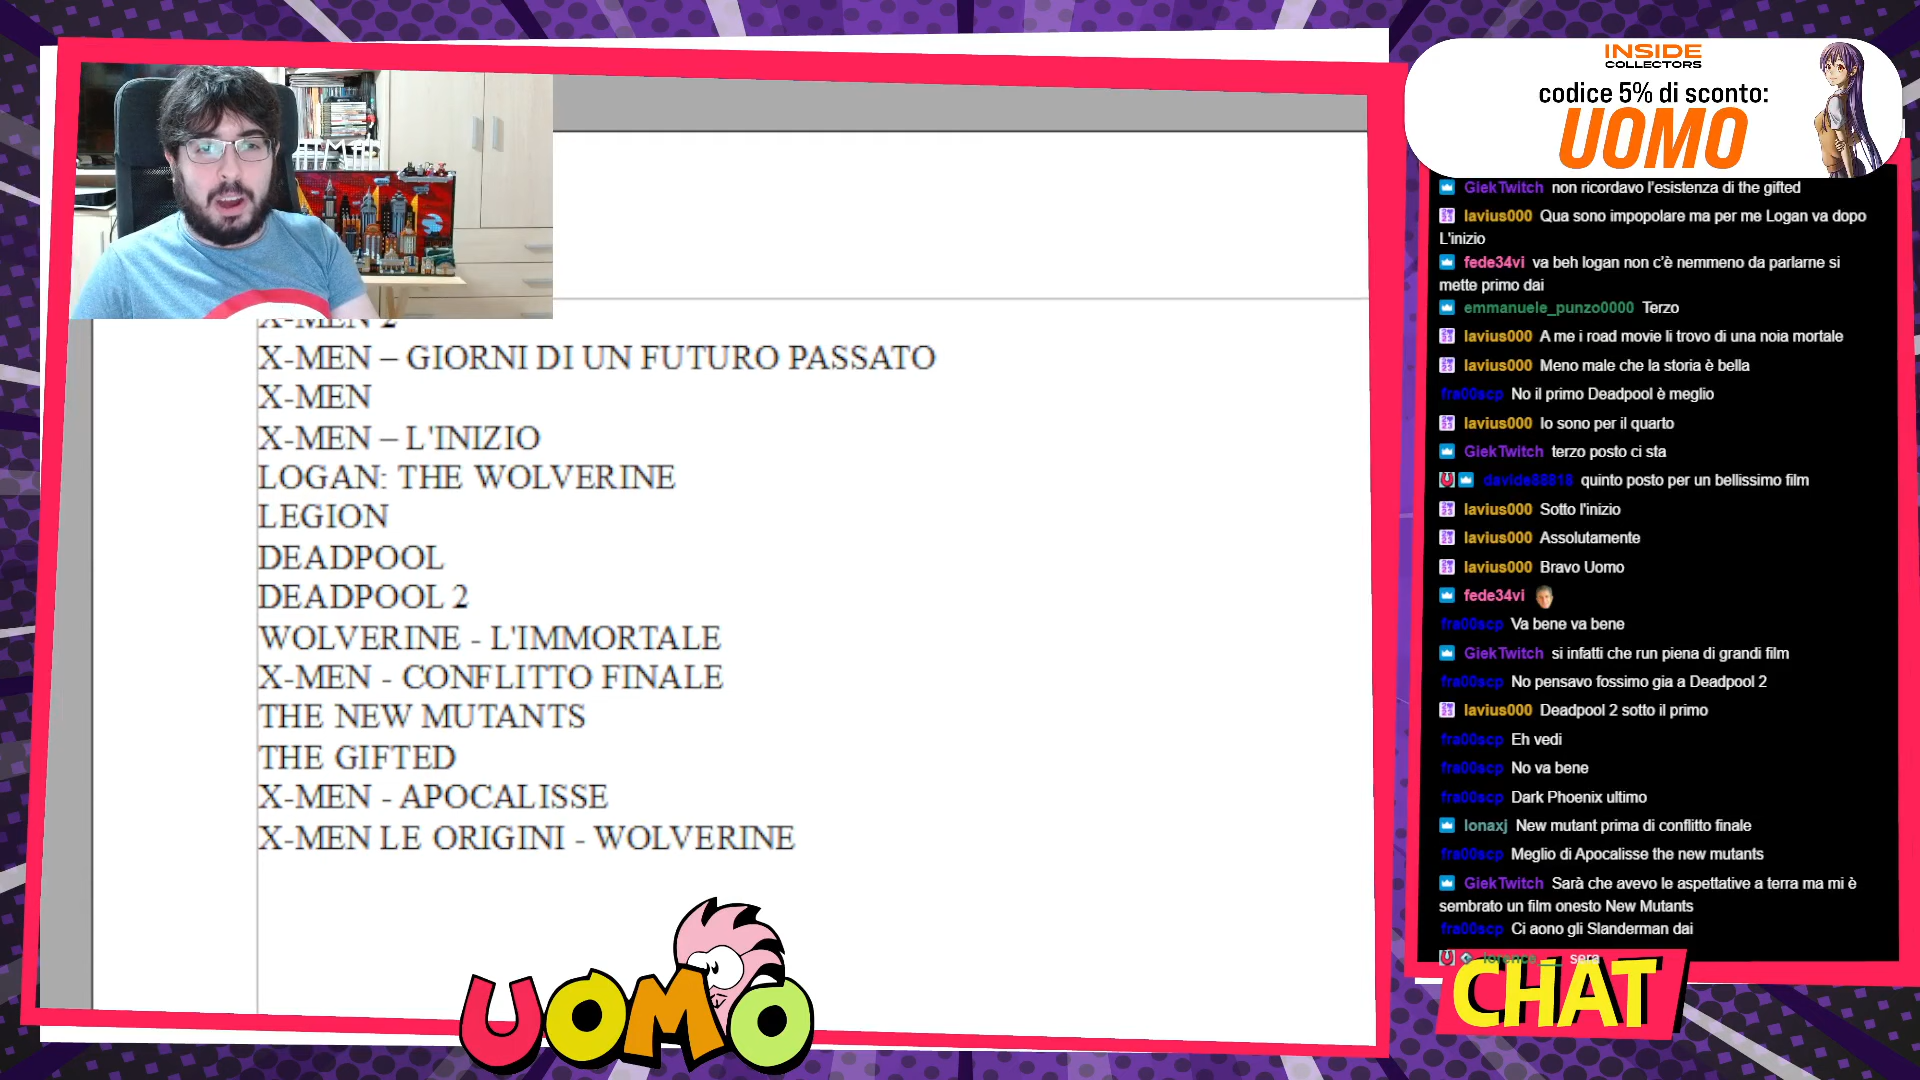 X-MEN 2
X-MEN – GIORNI DI UN FUTURO PASSATO
X-MEN
X-MEN – L'INIZIO
LOGAN: THE WOLVERINE
LEGION
DEADPOOL
DEADPOOL 2
WOLVERINE - L'IMMORTALE
X-MEN - CONFLITTO FINALE
THE NEW MUTANTS
THE GIFTED
X-MEN - APOCALISSE
X-MEN LE ORIGINI - WOLVERINE
UOMO
INSIDE
COLLECTORS
codice 5% di sconto:
UOMO
GiekTwitch non ricordavo l'esistenza di the gifted
lavius000 Qua sono impopolare ma per me Logan va dopo
L'inizio
fede34vi va beh logan non c'è nemmeno da parlarne si
mette primo dai
emmanuele_punzo0000 Terzo
lavius000 A me i road movie li trovo di una noia mortale
lavius000 Meno male che la storia è bella
fra00scp No il primo Deadpool è meglio
lavius000 Io sono per il quarto
GiekTwitch terzo posto ci sta
davide88818 quinto posto per un bellissimo film
lavius000 Sotto l'inizio
lavius000 Assolutamente
lavius000 Bravo Uomo
fede34vi
fra00scp Va bene va bene
GiekTwitch si infatti che run piena di grandi film
fra00scp No pensavo fossimo gia a Deadpool 2
lavius000 Deadpool 2 sotto il primo
fra00scp Eh vedi
fra00scp No va bene
fra00scp Dark Phoenix ultimo
lonaxj New mutant prima di conflitto finale
fra00scp Meglio di Apocalisse the new mutants
GiekTwitch Sarà che avevo le aspettative a terra ma mi è
sembrato un film onesto New Mutants
fra00scp Ci aono gli Slanderman dai
sera
CHAT